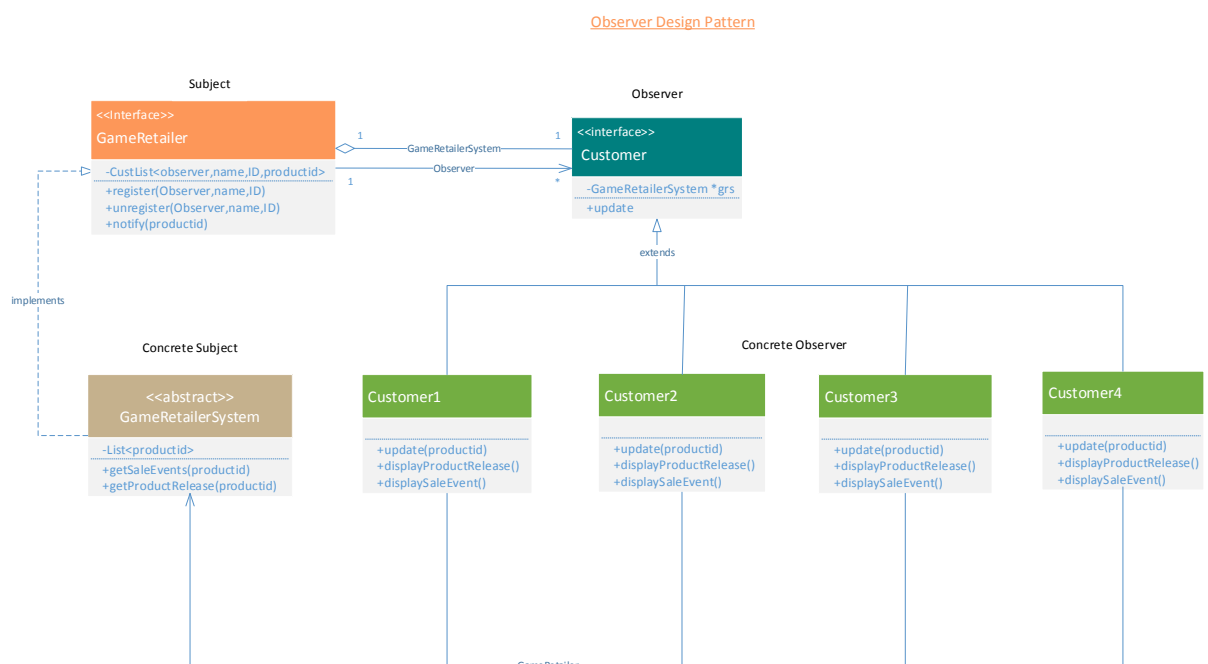 Observer Design Pattern
Subject
<<Interface>>
GameRetailer
-CustList<observer,name,ID,productid>
+register(Observer,name,ID)
+unregister(Observer,name,ID)
+notify(productid)
1
1
GameRetailerSystem
Observer
1
*
Observer
<<interface>>
Customer
-GameRetailerSystem *grs
+update
extends
implements
Concrete Subject
<<abstract>>
GameRetailerSystem
-List<productid>
+getSaleEvents(productid)
+getProductRelease(productid)
Concrete Observer
Customer1
+update(productid)
+displayProductRelease()
+displaySaleEvent()
Customer2
+update(productid)
+displayProductRelease()
+displaySaleEvent()
Customer3
+update(productid)
+displayProductRelease()
+displaySaleEvent()
Customer4
+update(productid)
+displayProductRelease()
+displaySaleEvent()
GameRetailer